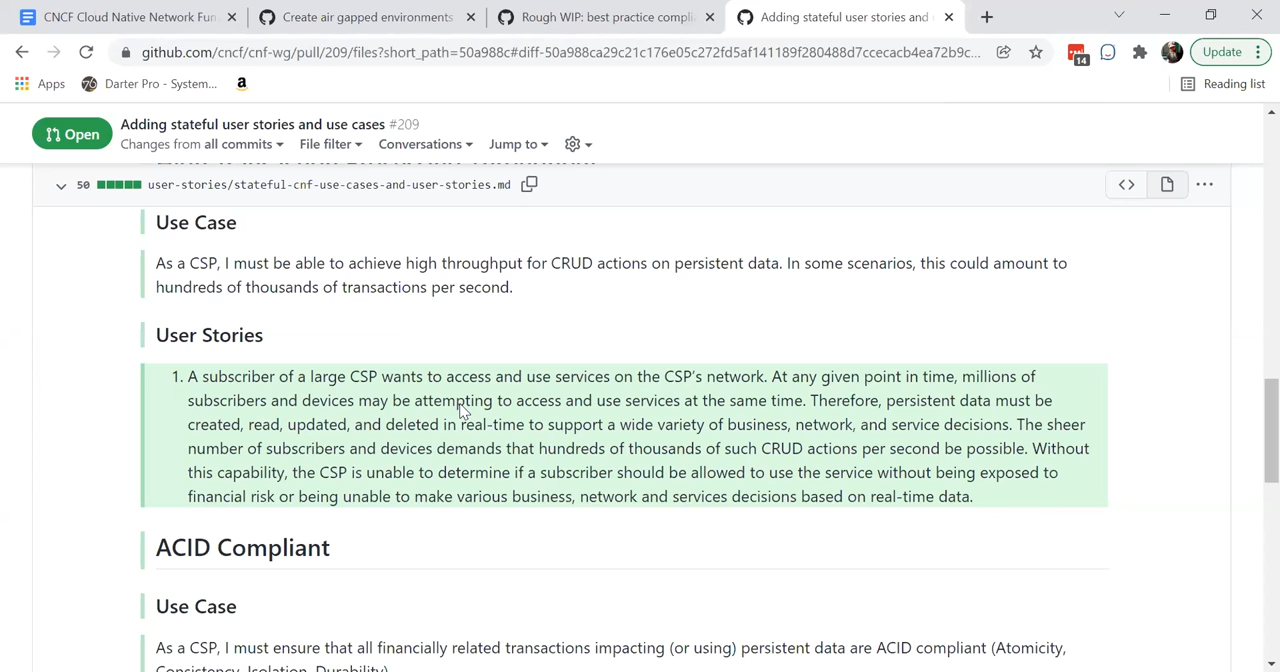 CNCF Cloud Native Network Fun
Create air gapped environments
Rough WIP: best practice compli
Adding stateful user stories and
github.com/cncf/cnf-wg/pull/209/files?short_path=50a988c#diff-50a988ca29c21c176e05c272fd5af141189f280488d7ccecacb4ea72b9c...
14
Update
Apps
Darter Pro - System...
a
Reading list
Open
Adding stateful user stories and use cases #209
Changes from all commits
File filter
Conversations
Jump to
50
user-stories/stateful-cnf-use-cases-and-user-stories.md
Use Case
As a CSP, I must be able to achieve high throughput for CRUD actions on persistent data. In some scenarios, this could amount to
hundreds of thousands of transactions per second.
User Stories
1. A subscriber of a large CSP wants to access and use services on the CSP's network. At any given point in time, millions of
subscribers and devices may be attempting to access and use services at the same time. Therefore, persistent data must be
created, read, updated, and deleted in real-time to support a wide variety of business, network, and service decisions. The sheer
number of subscribers and devices demands that hundreds of thousands of such CRUD actions per second be possible. Without
this capability, the CSP is unable to determine if a subscriber should be allowed to use the service without being exposed to
financial risk or being unable to make various business, network and services decisions based on real-time data.
ACID Compliant
Use Case
As a CSP, I must ensure that all financially related transactions impacting (or using) persistent data are ACID compliant (Atomicity,
Consistency, Isolation, Durability)